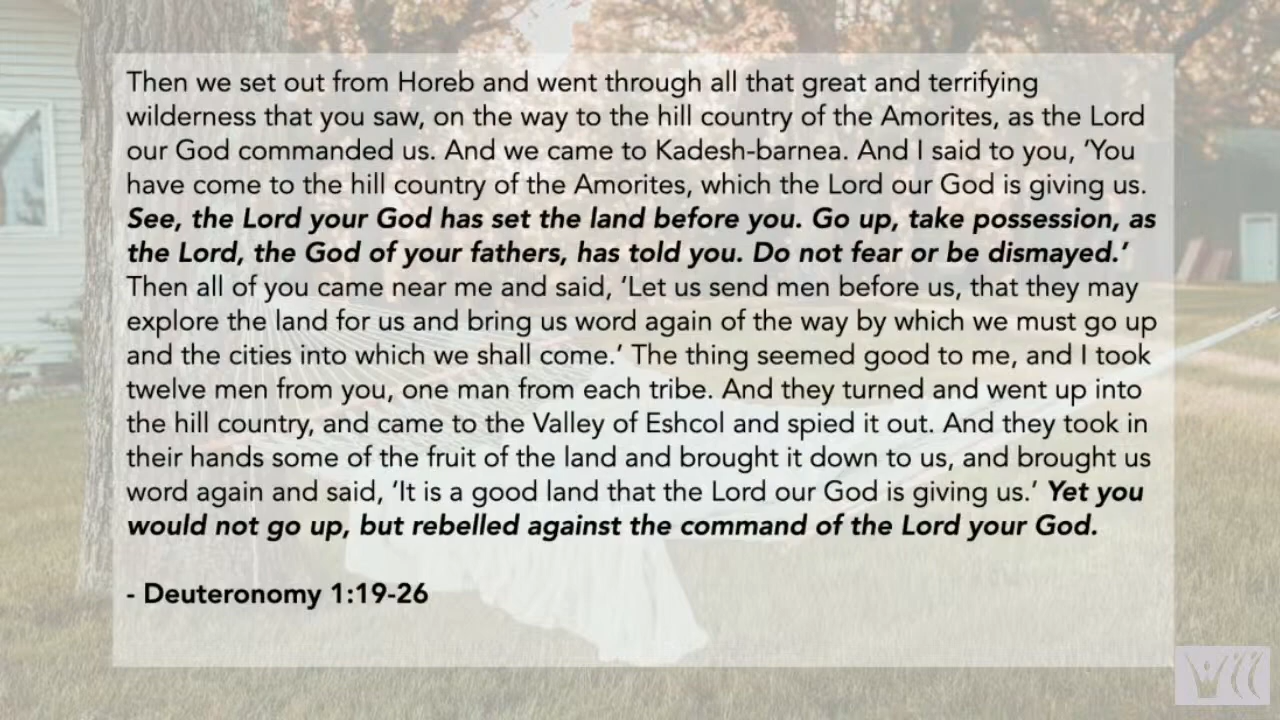 Then we set out from Horeb and went through all that great and terrifying
wilderness that you saw, on the way to the hill country of the Amorites, as the Lord
our God commanded us. And we came to Kadesh-barnea. And I said to you, ‘You
have come to the hill country of the Amorites, which the Lord our God is giving us.
See, the Lord your God has set the land before you. Go up, take possession, as
the Lord, the God of your fathers, has told you. Do not fear or be dismayed.’
Then all of you came near me and said, ‘Let us send men before us, that they may
explore the land for us and bring us word again of the way by which we must go up
and the cities into which we shall come.’ The thing seemed good to me, and I took
twelve men from you, one man from each tribe. And they turned and went up into
the hill country, and came to the Valley of Eshcol and spied it out. And they took in
their hands some of the fruit of the land and brought it down to us, and brought us
word again and said, ‘It is a good land that the Lord our God is giving us.’ Yet you
would not go up, but rebelled against the command of the Lord your God.
- Deuteronomy 1:19-26